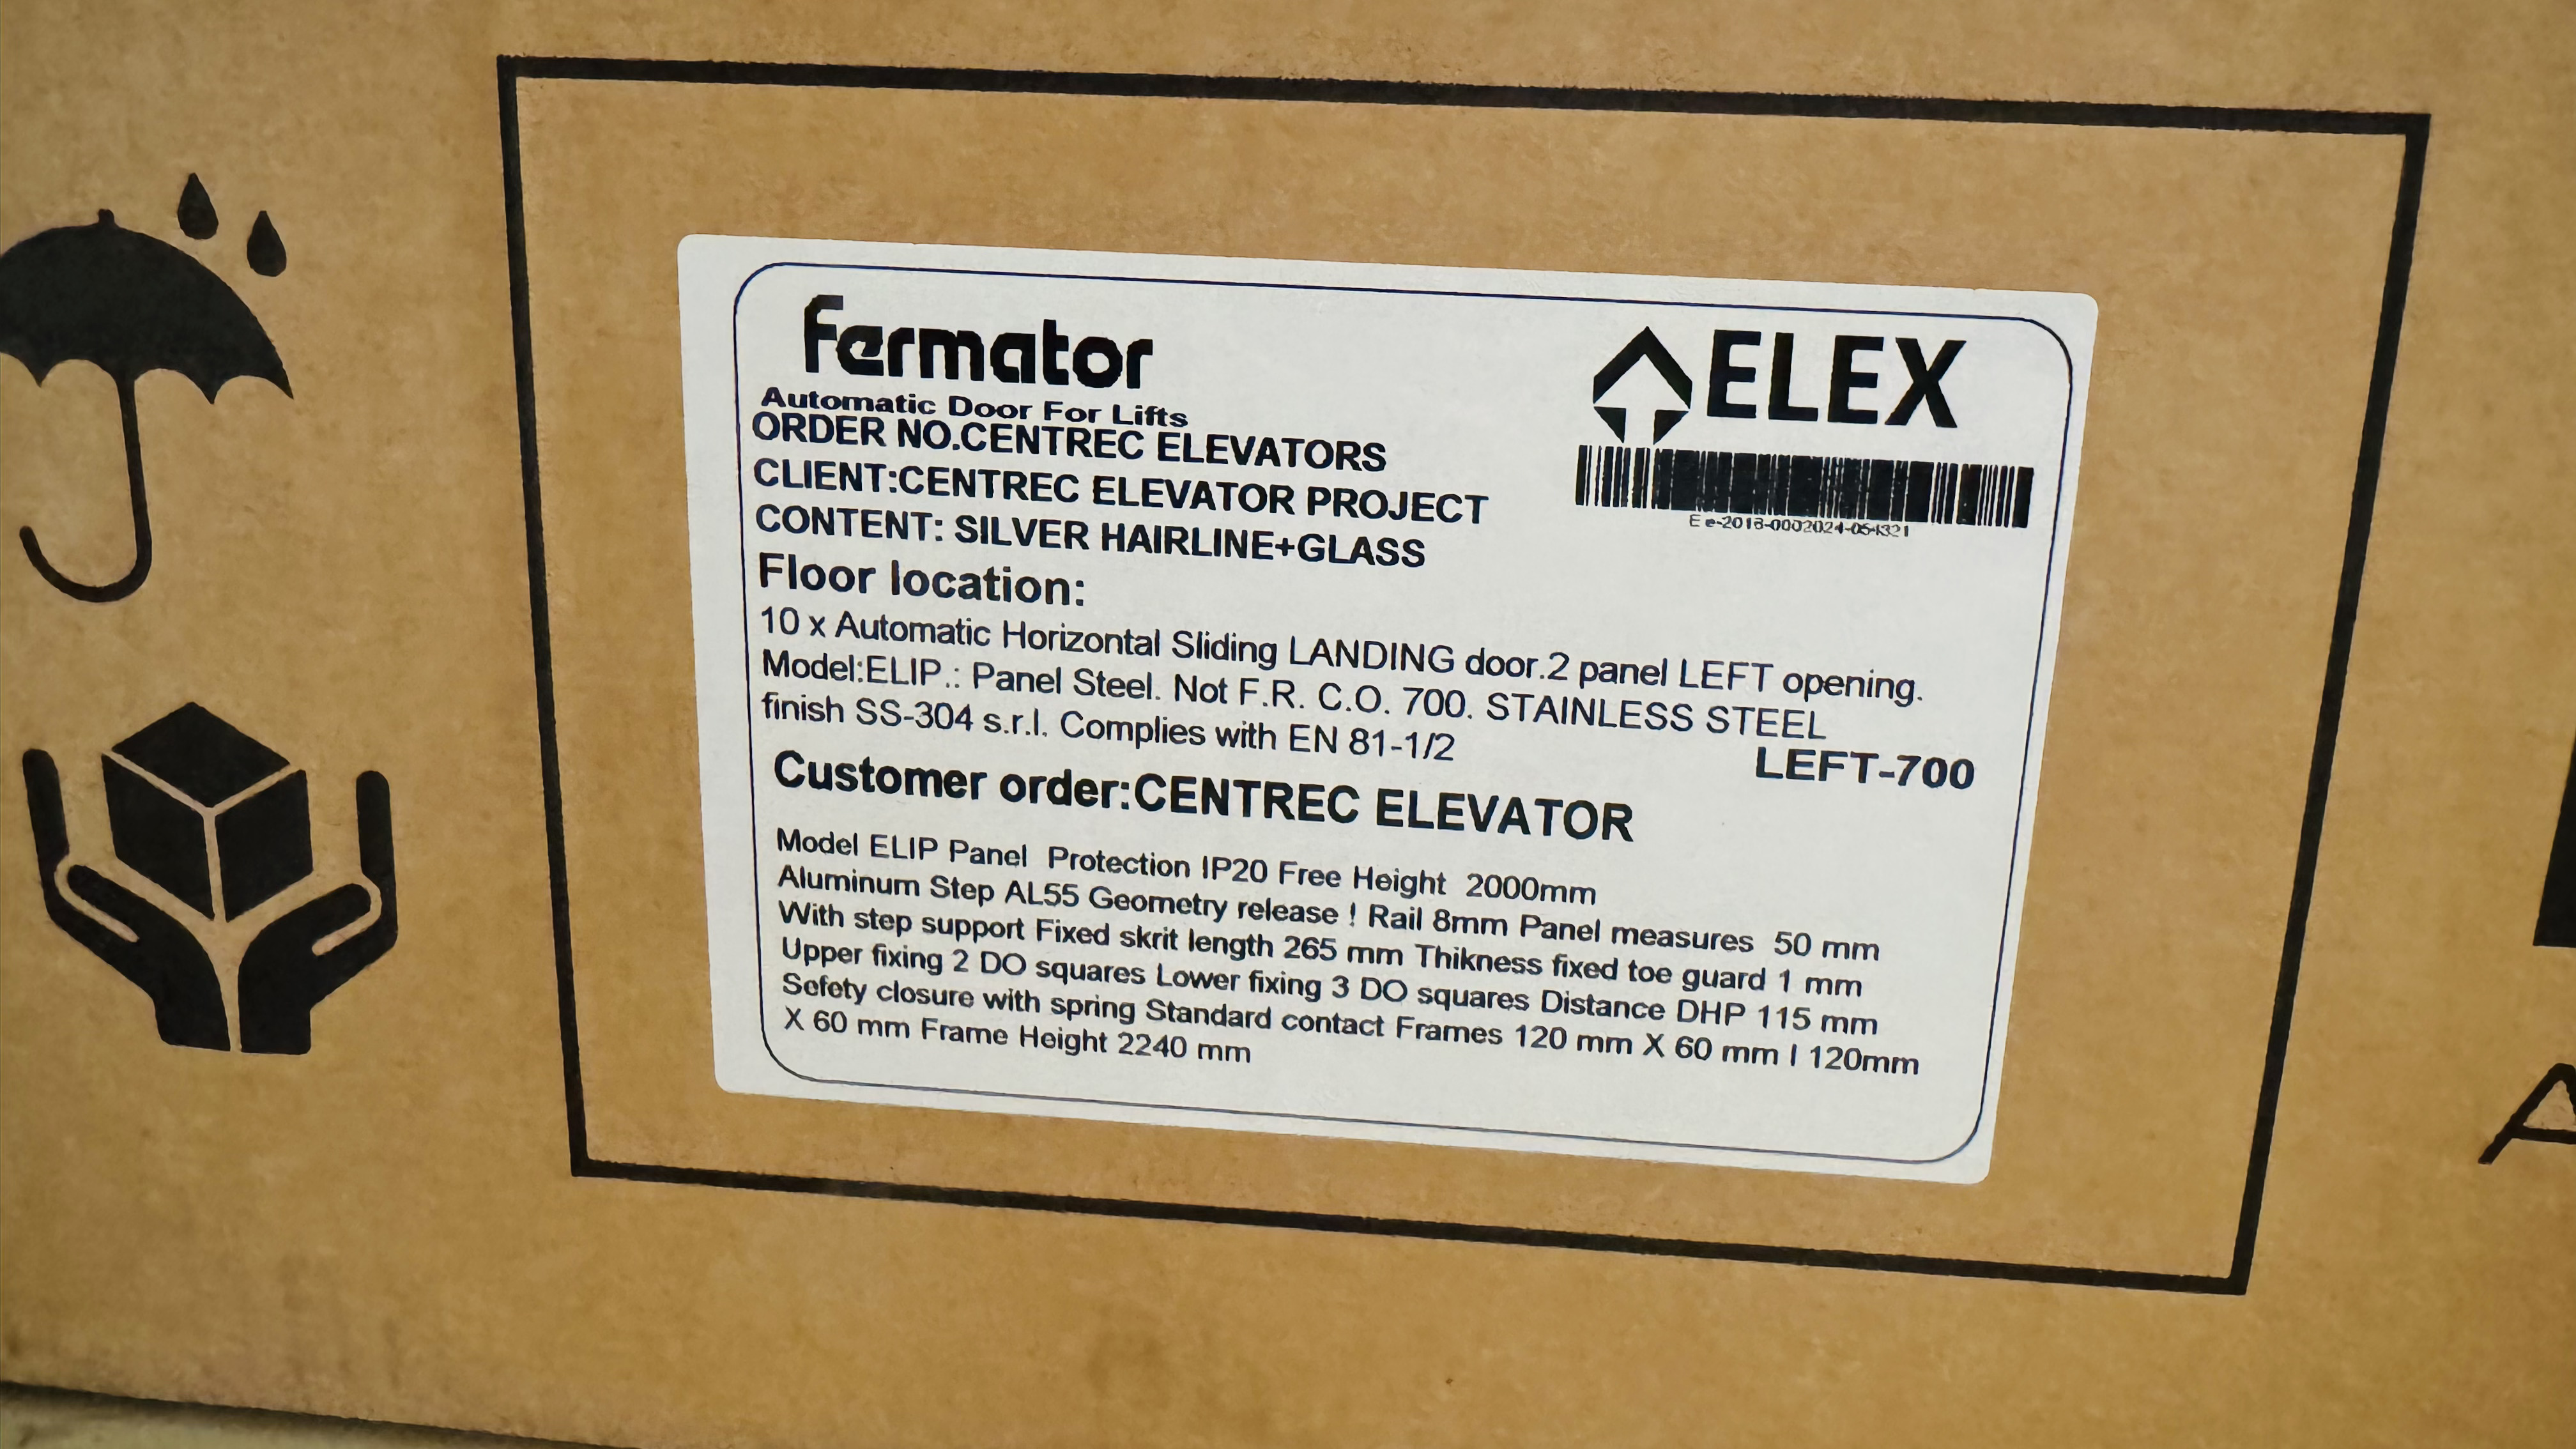 Fermator
Automatic Door For Lifts
ELEX
ORDER NO.CENTREC ELEVATORS
CLIENT:CENTREC ELEVATOR PROJECT
CONTENT: SILVER HAIRLINE+GLASS
E e-2018-0002024-054321
Floor location:
10 x Automatic Horizontal Sliding LANDING door.2 panel LEFT opening.
Model:ELIP.: Panel Steel. Not F.R. C.O. 700. STAINLESS STEEL
finish SS-304 s.r.l. Complies with EN 81-1/2
LEFT-700
Customer order:CENTREC ELEVATOR
Model ELIP Panel Protection IP20 Free Height 2000mm
Aluminum Step AL55 Geometry release ! Rail 8mm Panel measures 50 mm
With step support Fixed skrit length 265 mm Thikness fixed toe guard 1 mm
Upper fixing 2 DO squares Lower fixing 3 DO squares Distance DHP 115 mm
Sefety closure with spring Standard contact Frames 120 mm X 60 mm I 120mm
X 60 mm Frame Height 2240 mm
A